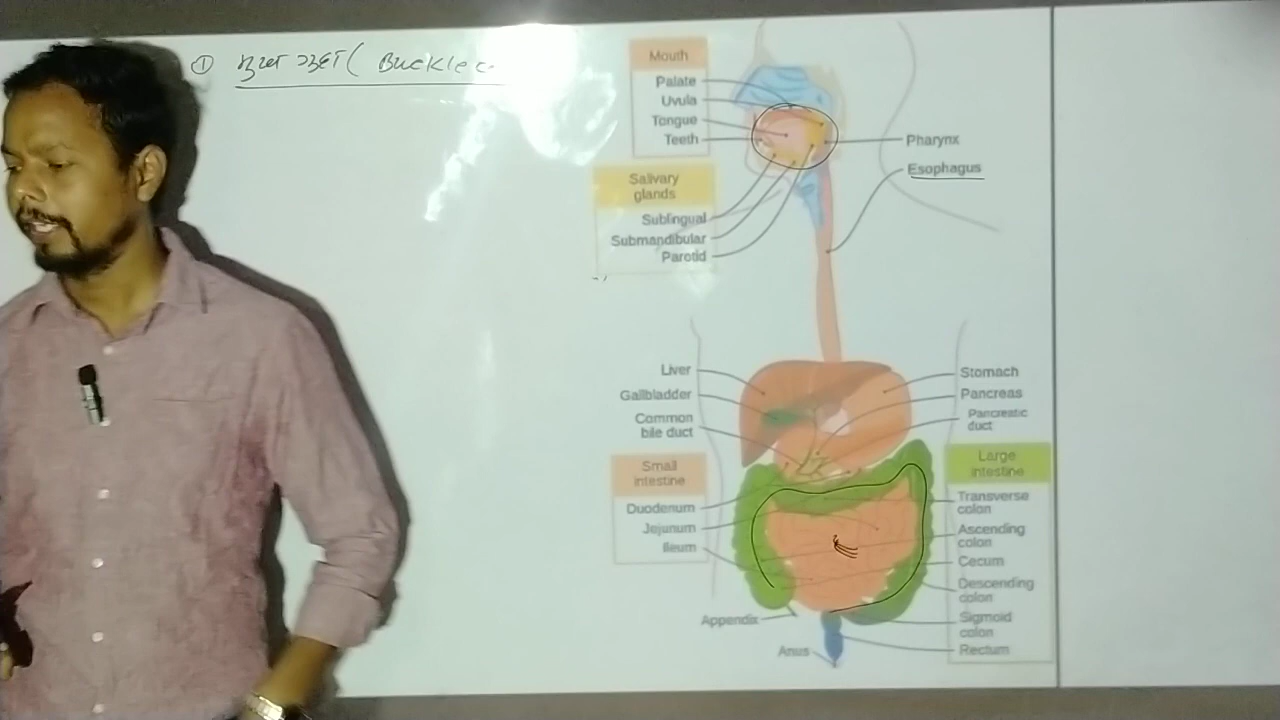 ① मुख गुहा ( Buckle c
Mouth
Palate
Uvula
Tongue
Teeth
Pharynx
Esophagus
Salivary
glands
Sublingual
Submandibular
Parotid
Liver
Gallbladder
Common
bile duct
Stomach
Pancreas
Pancreatic
duct
Small
intestine
Duodenum
Jejunum
Ileum
Large
intestine
Transverse
colon
Ascending
colon
Cecum
Descending
colon
Sigmoid
colon
Rectum
Appendix
Anus